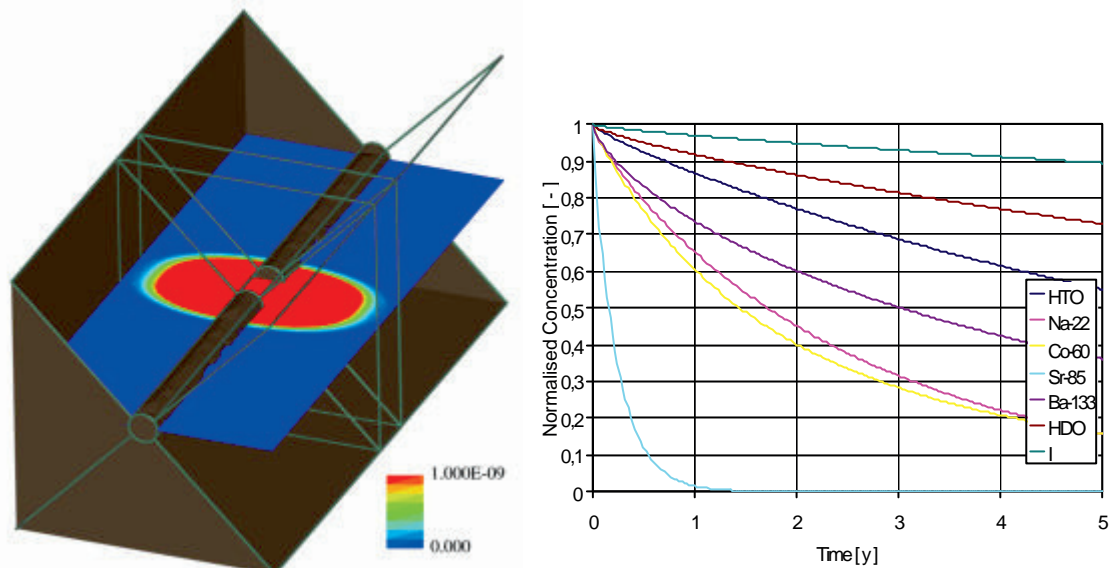 1.000E-09
0.000
Normalised Concentration [ - ]
1
0,9
0,8
0,7
0,6
0,5
0,4
0,3
0,2
0,1
0
0 1 2 3 4 5
Time [ y ]
HTO
Na-22
Co-60
Sr-85
Ba-133
HDO
I